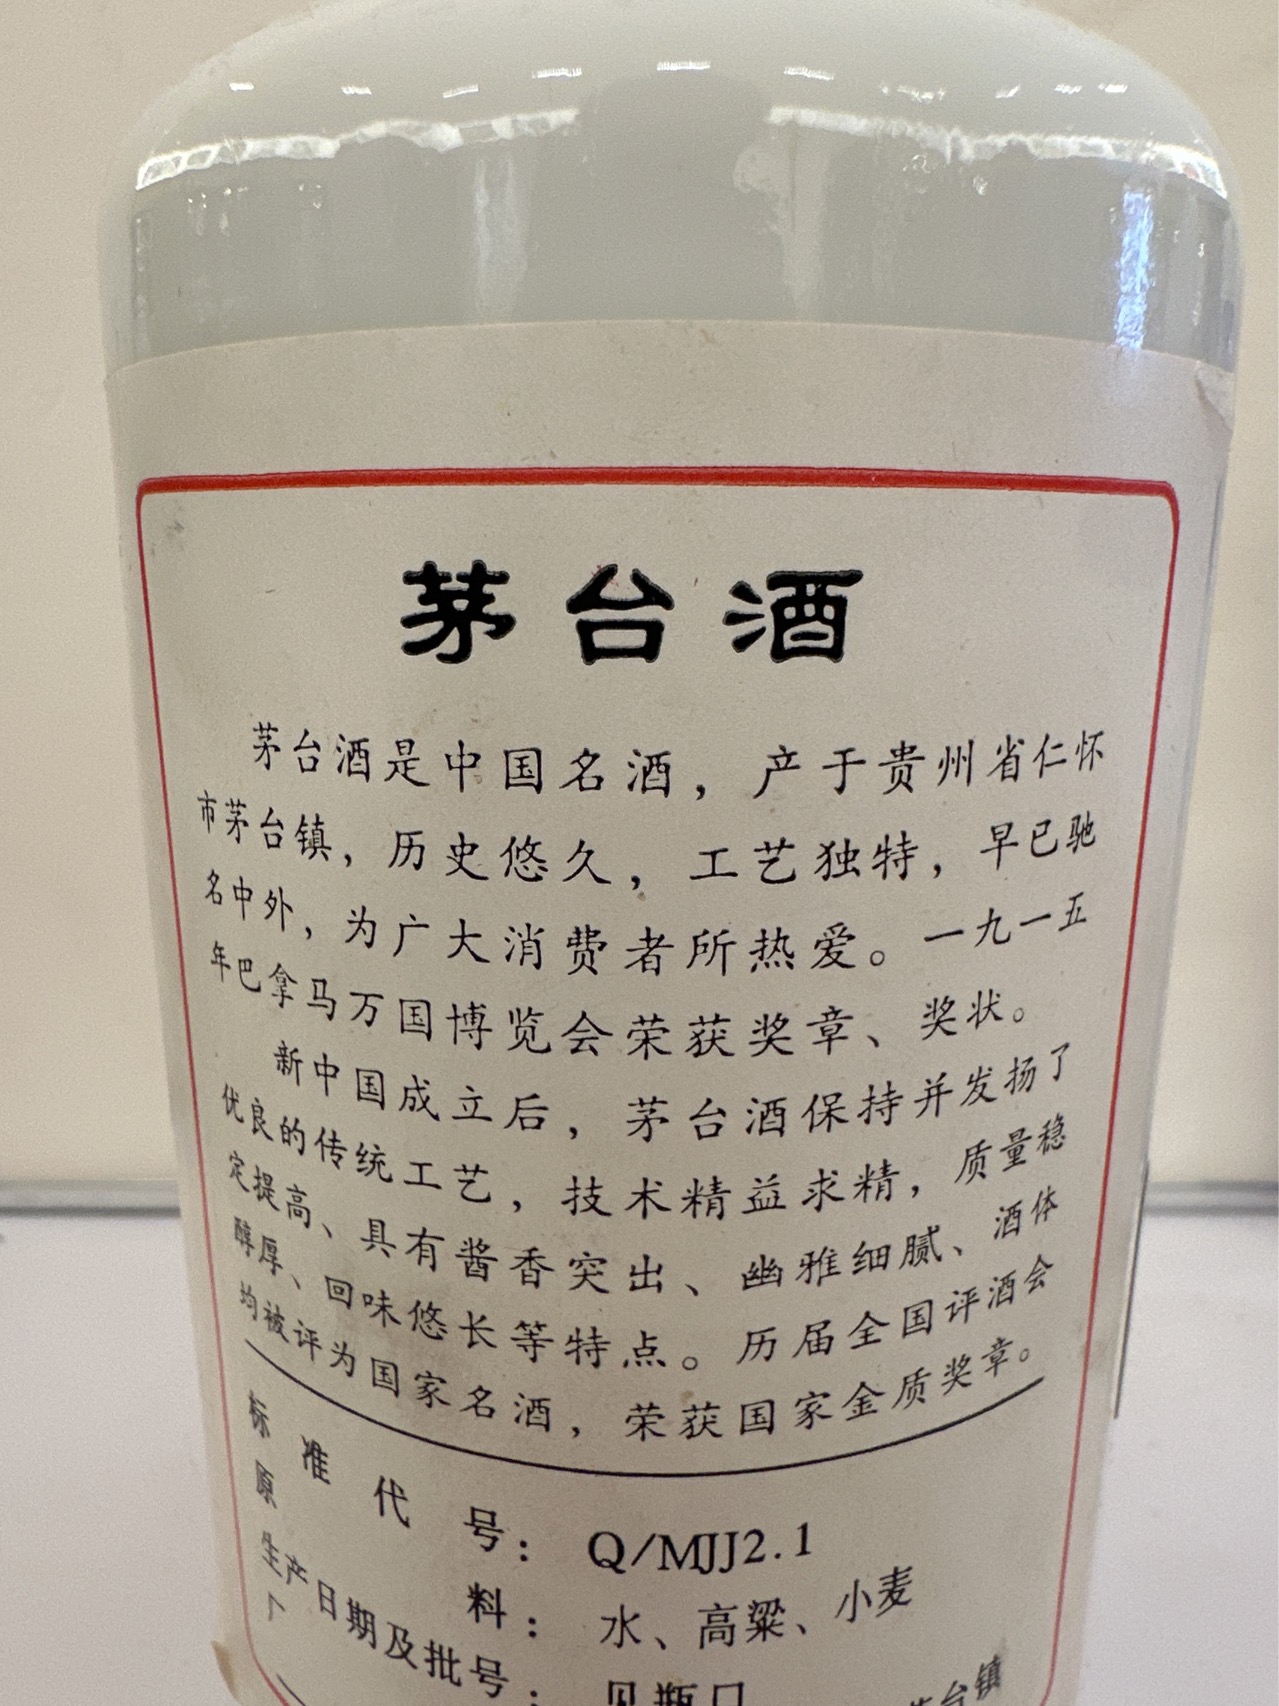 茅台酒
茅台酒是中国名酒，产于贵州省仁怀
市茅台镇，历史悠久，工艺独特，早已驰
名中外，为广大消费者所热爱。一九一五
年巴拿马万国博览会荣获奖章、奖状。
新中国成立后，茅台酒保持并发扬了
优良的传统工艺，技术精益求精，质量稳
定提高、具有酱香突出、幽雅细腻、酒体
醇厚、回味悠长等特点。历届全国评酒会
均被评为国家名酒，荣获国家金质奖章。
标准代号：Q/MJJ2.1
原料：水、高粱、小麦
生产日期及批号：见瓶口
台镇